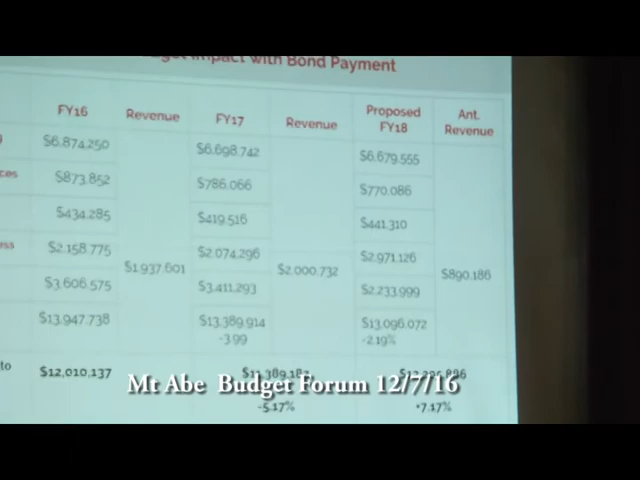 Impact with Bond Payment
FY16 Revenue FY17 Revenue Proposed FY18 Ant. Revenue
$6,874,250 $6,698,742 $6,679,555
$873,852 $786,066 $770,086
$434,285 $419,516 $441,310
$2,158,775 $2,074,296 $2,971,126
$1,937,601 $2,000,732 $890,186
$3,606,575 $3,411,293 $2,233,999
$13,947,738 $13,389,914 $13,096,072
-3.99 -2.19%
to $12,010,137
Mt Abe Budget Forum 12/7/16
-5.17% +7.17%